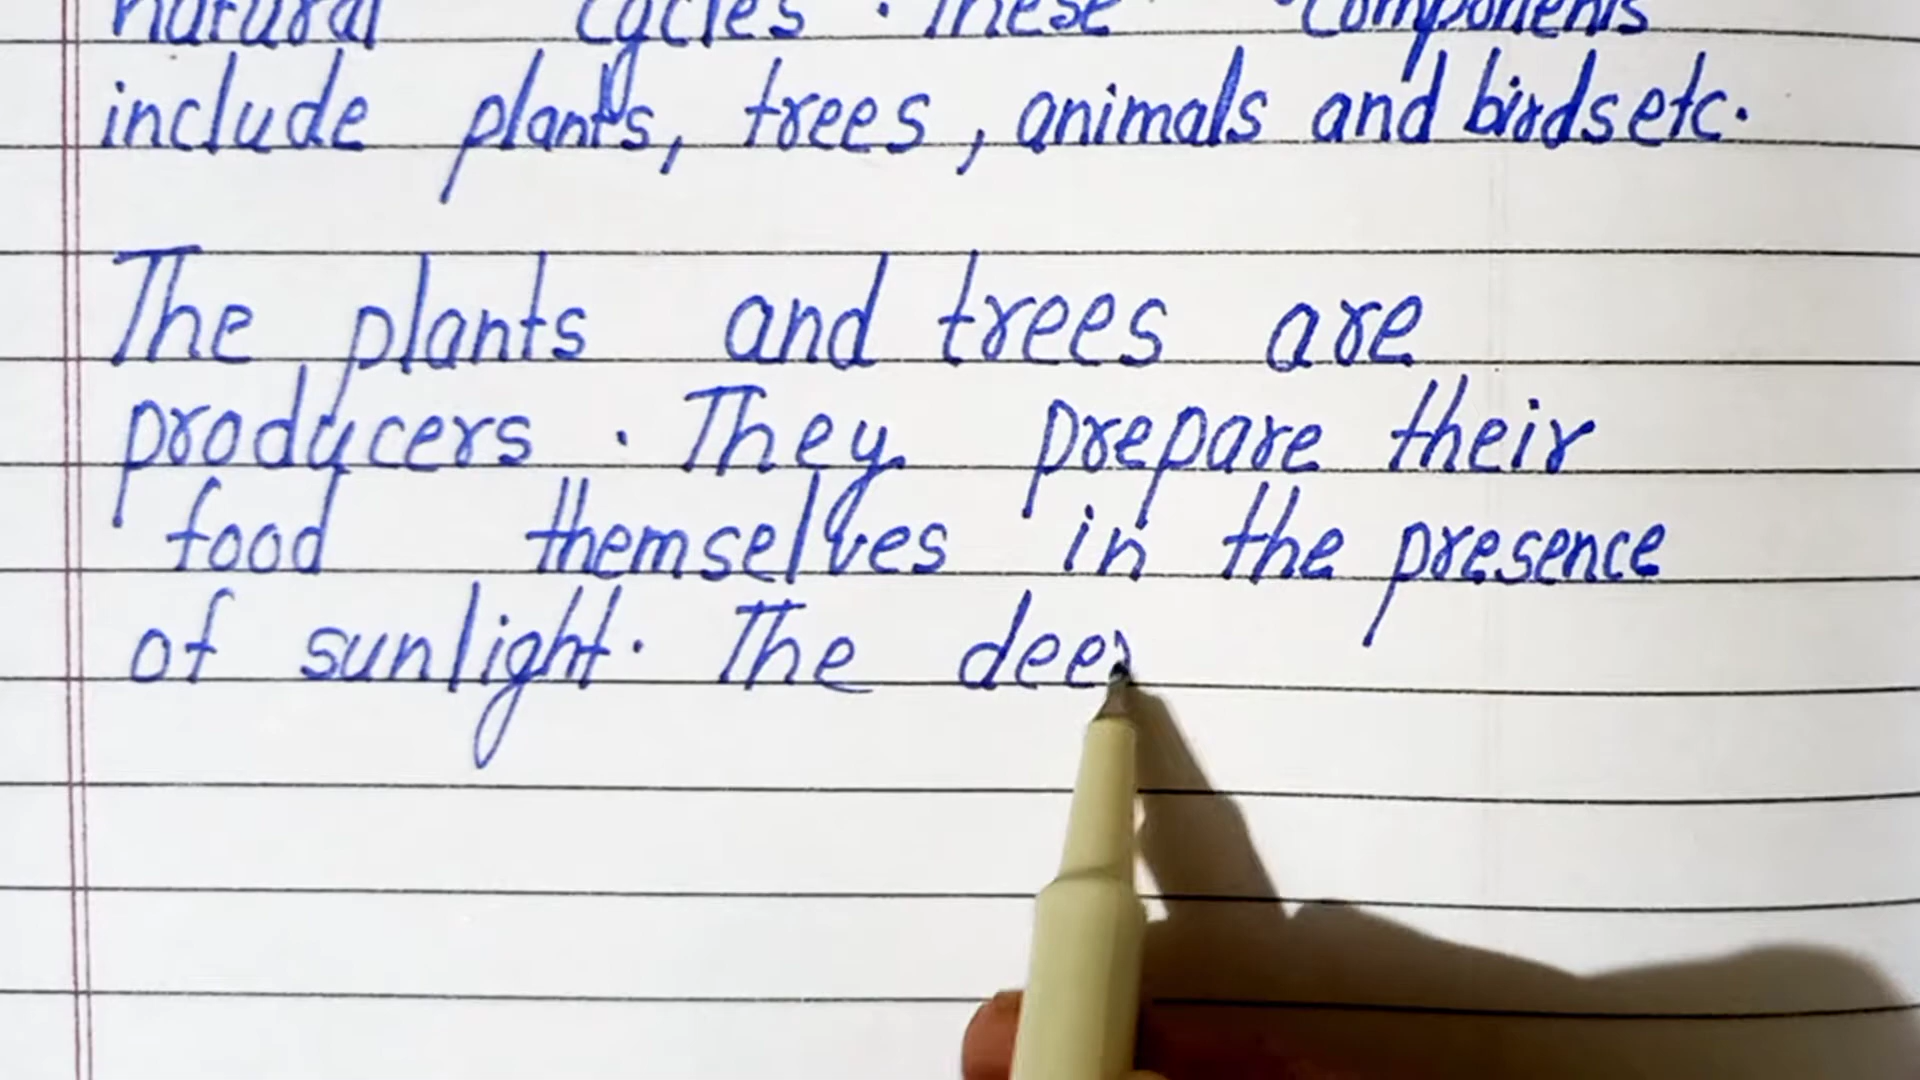 natural cycles. These components
include plants, trees, animals and birds etc.
The plants and trees are
producers. They prepare their
food themselves in the presence
of sunlight. The deer